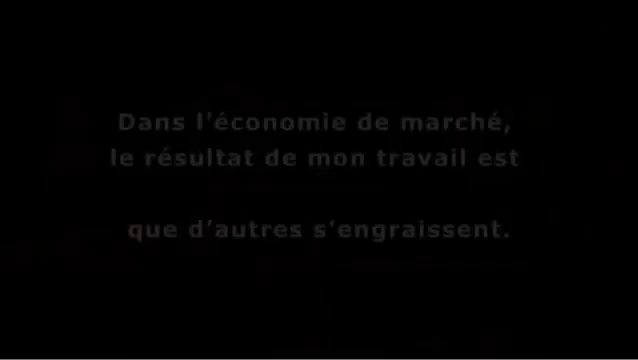 Dans l'économie de marché,
le résultat de mon travail est
que d'autres s'engraissent.